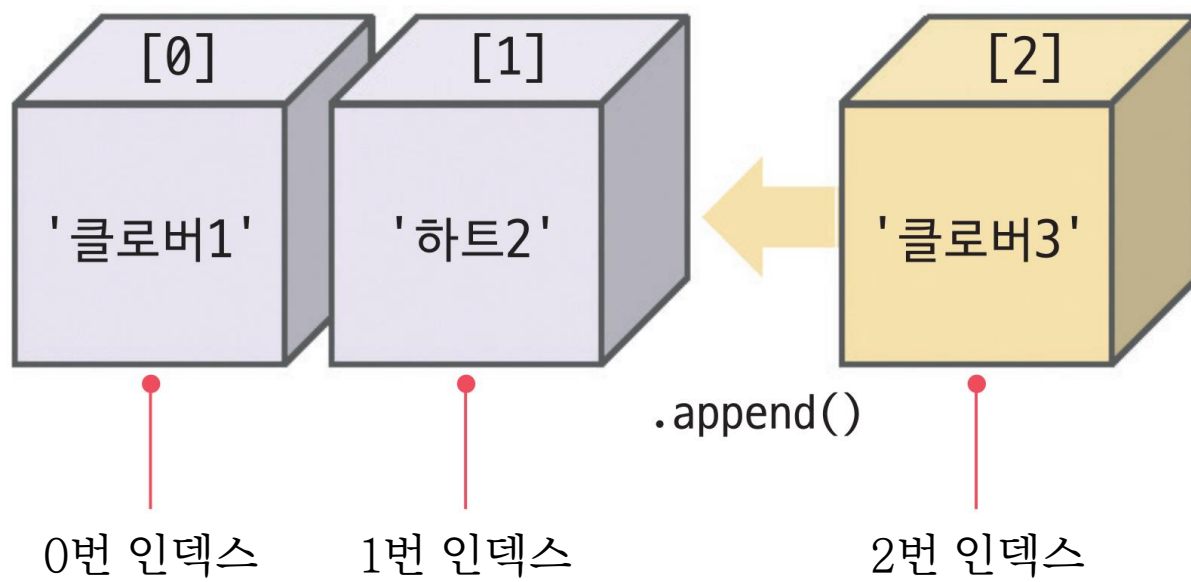 [0] [1] [2]
'클로버1' '하트2' '클로버3'
.append()
0번 인덱스 1번 인덱스 2번 인덱스